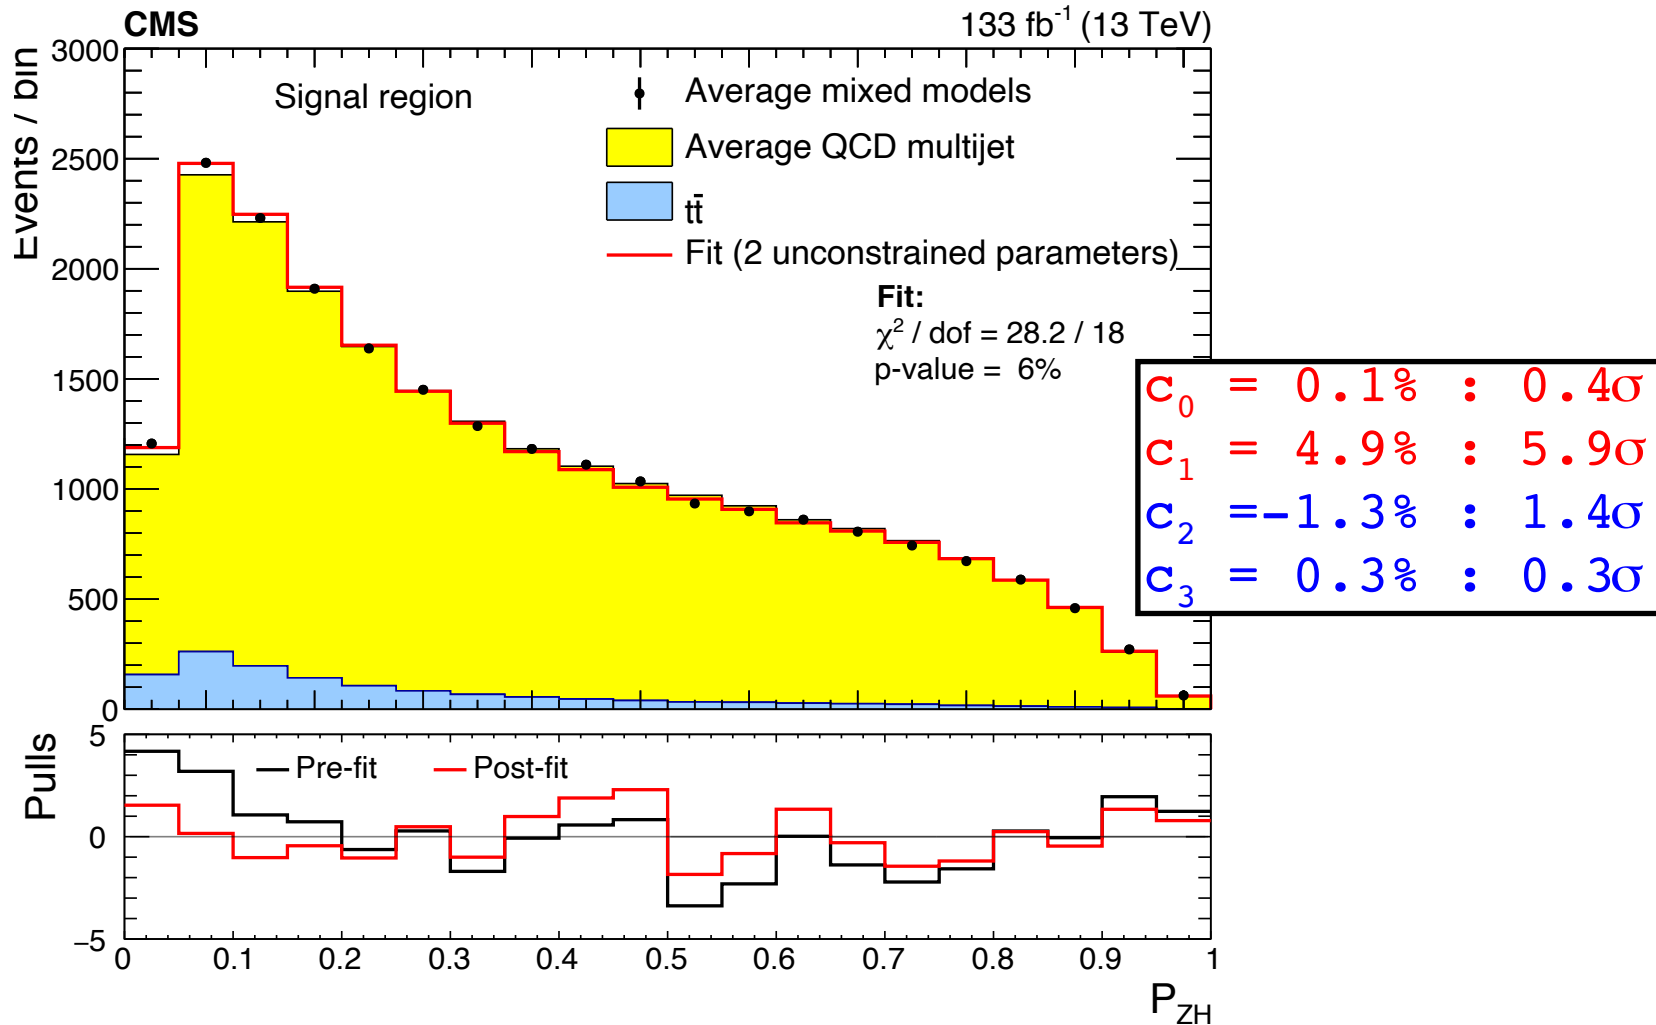 CMS 133 fb⁻¹ (13 TeV)
Events / bin
3000
2500
2000
1500
1000
500
0
Signal region
Average mixed models
Average QCD multijet
tt̄
Fit (2 unconstrained parameters)
Fit:
χ² / dof = 28.2 / 18
p-value = 6%
c₀ = 0.1% : 0.4σ
c₁ = 4.9% : 5.9σ
c₂ =-1.3% : 1.4σ
c₃ = 0.3% : 0.3σ
Pulls
5
0
−5
Pre-fit Post-fit
0 0.1 0.2 0.3 0.4 0.5 0.6 0.7 0.8 0.9 1
P_ZH